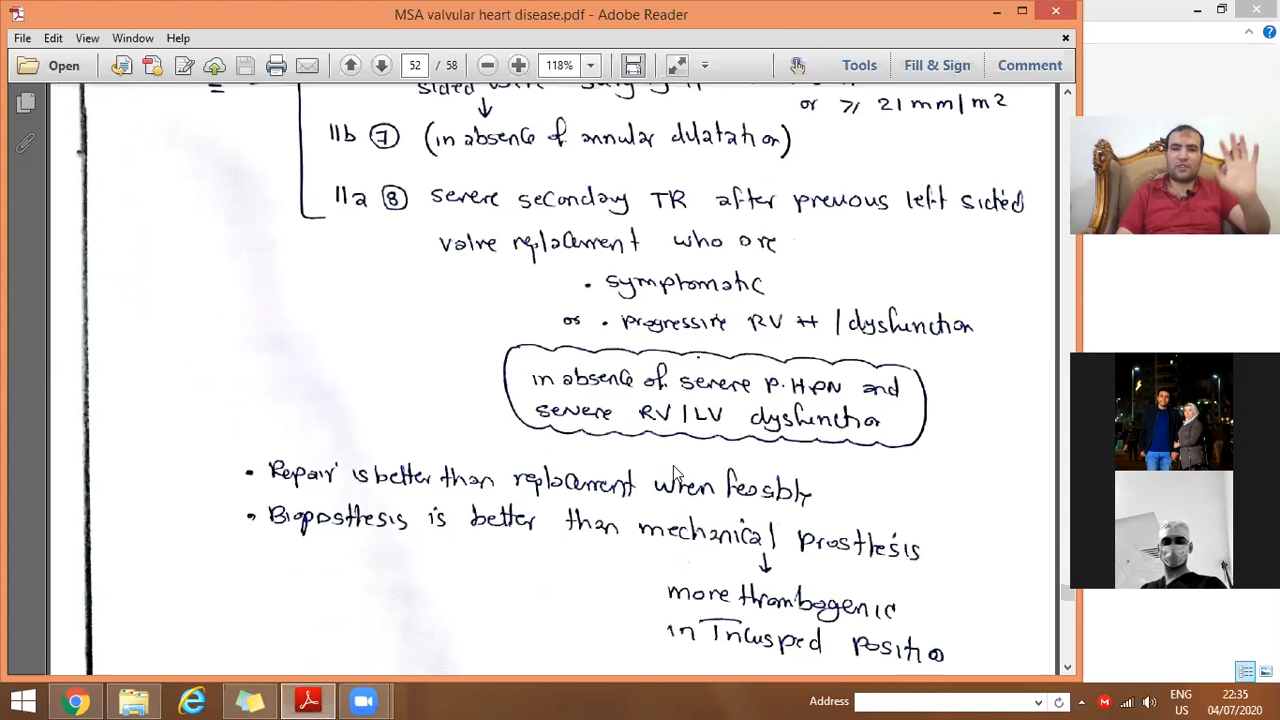 MSA valvular heart disease.pdf - Adobe Reader
File Edit View Window Help
Open 52 / 58 118% Tools Fill & Sign Comment
or ≥ 21 mm/m2
11b ⑦ (in absence of annular dilatation)
11a ⑧ severe secondary TR after previous left sided
valve replacement who are
• symptomatic
or • progressive RV ++ / dysfunction
in absence of severe P.HPN and
severe RV/LV dysfunction
• Repair is better than replacement when feasibly
• Bioposthesis is better than mechanical prosthesis
↓
more thrombogenic
in Tricuspid position
Address
ENG
US
22:35
04/07/2020